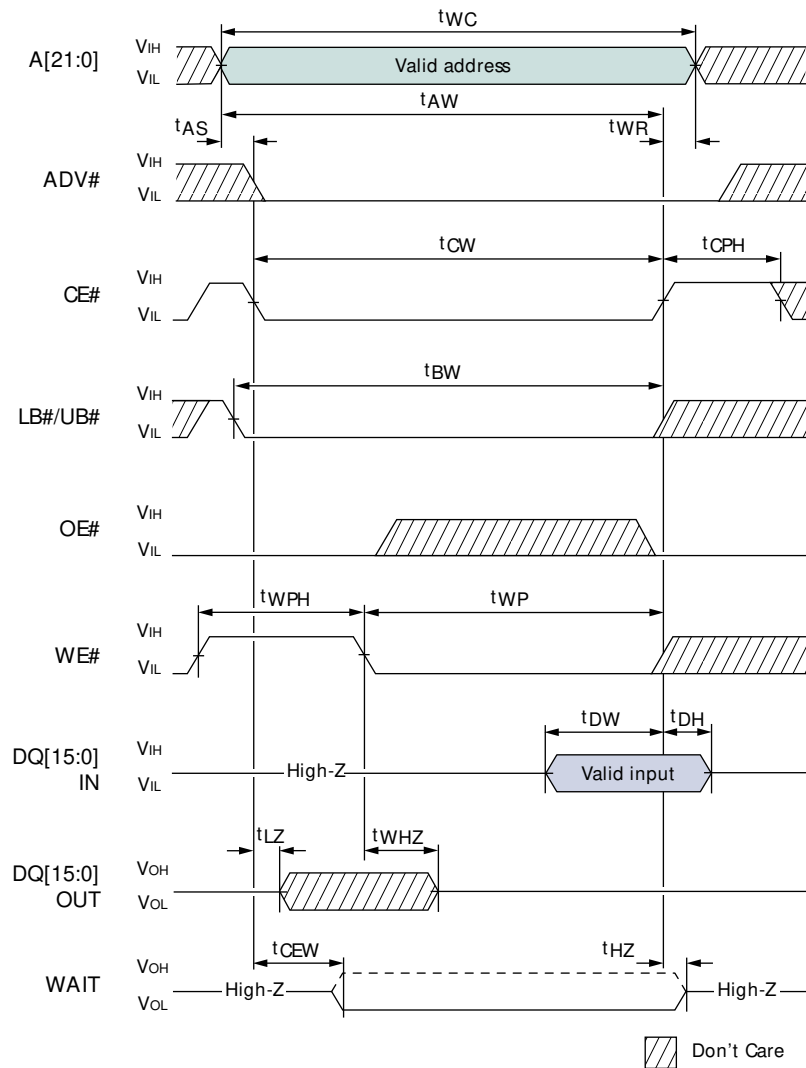 tWC
A[21:0]
VIH
VIL
Valid address
tAW
tAS
tWR
ADV#
VIH
VIL
tCW
tCPH
CE#
VIH
VIL
tBW
LB#/UB#
VIH
VIL
OE#
VIH
VIL
tWPH
tWP
WE#
VIH
VIL
tDW
tDH
DQ[15:0]
IN
VIH
VIL
High-Z
Valid input
tLZ
tWHZ
DQ[15:0]
OUT
VOH
VOL
tCEW
tHZ
WAIT
VOH
VOL
High-Z
High-Z
Don't Care